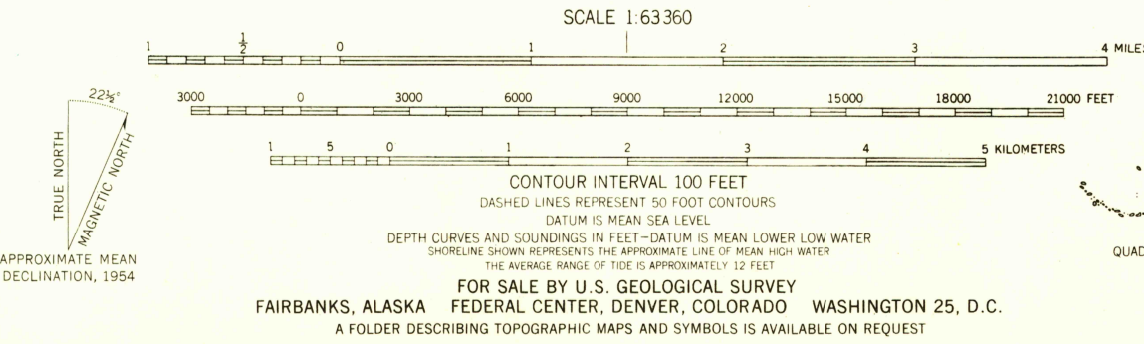 SCALE 1:63360
1 ½ 0 1 2 3 4 MILES
3000 0 3000 6000 9000 12000 15000 18000 21000 FEET
1 5 0 1 2 3 4 5 KILOMETERS
22½°
TRUE NORTH
MAGNETIC NORTH
APPROXIMATE MEAN
DECLINATION, 1954
CONTOUR INTERVAL 100 FEET
DASHED LINES REPRESENT 50 FOOT CONTOURS
DATUM IS MEAN SEA LEVEL
DEPTH CURVES AND SOUNDINGS IN FEET—DATUM IS MEAN LOWER LOW WATER
SHORELINE SHOWN REPRESENTS THE APPROXIMATE LINE OF MEAN HIGH WATER
THE AVERAGE RANGE OF TIDE IS APPROXIMATELY 12 FEET
FOR SALE BY U.S. GEOLOGICAL SURVEY
FAIRBANKS, ALASKA FEDERAL CENTER, DENVER, COLORADO WASHINGTON 25, D.C.
A FOLDER DESCRIBING TOPOGRAPHIC MAPS AND SYMBOLS IS AVAILABLE ON REQUEST
QUAD